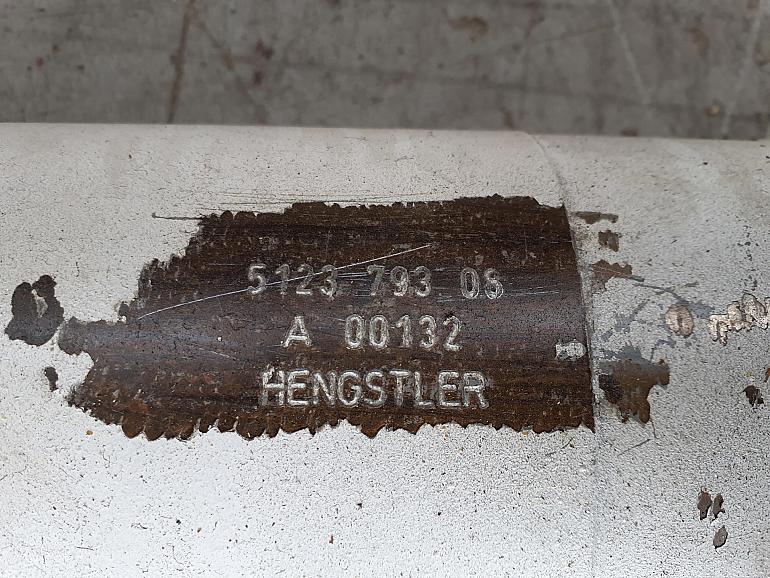 5123 793 06
A 00132
HENGSTLER